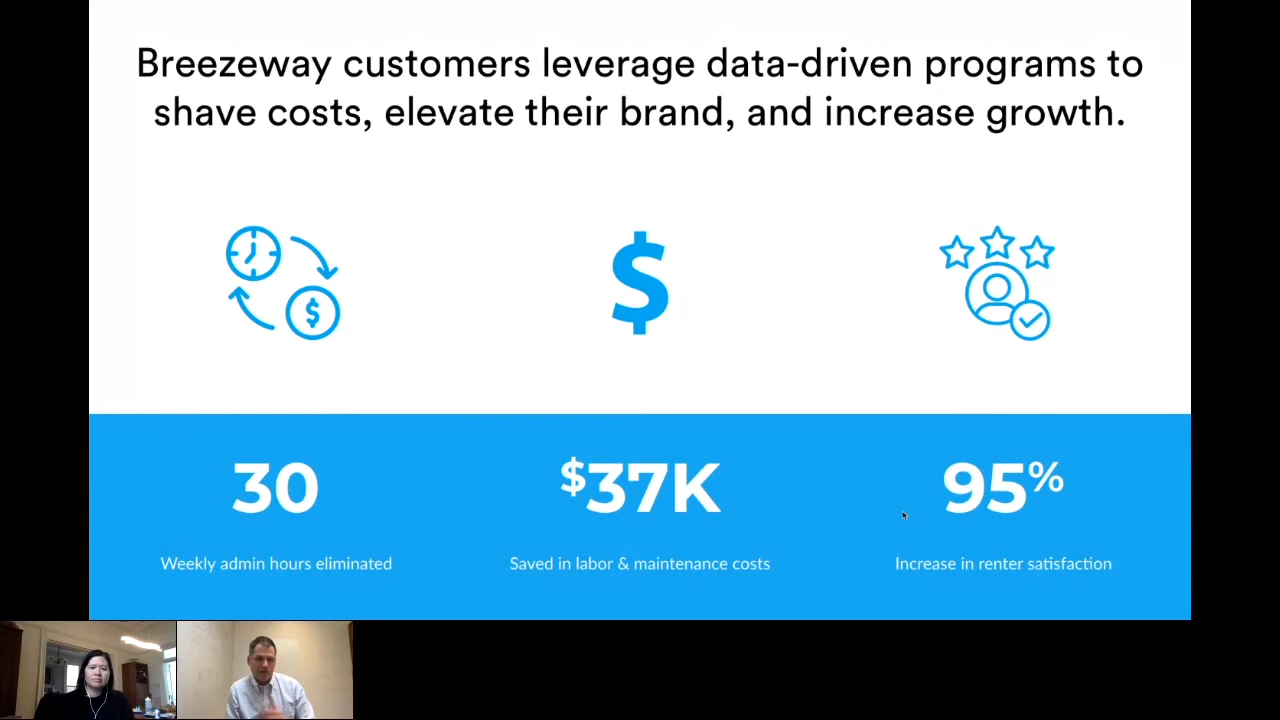 Breezeway customers leverage data-driven programs to
shave costs, elevate their brand, and increase growth.
$
$
30
$37K
95%
Weekly admin hours eliminated
Saved in labor & maintenance costs
Increase in renter satisfaction